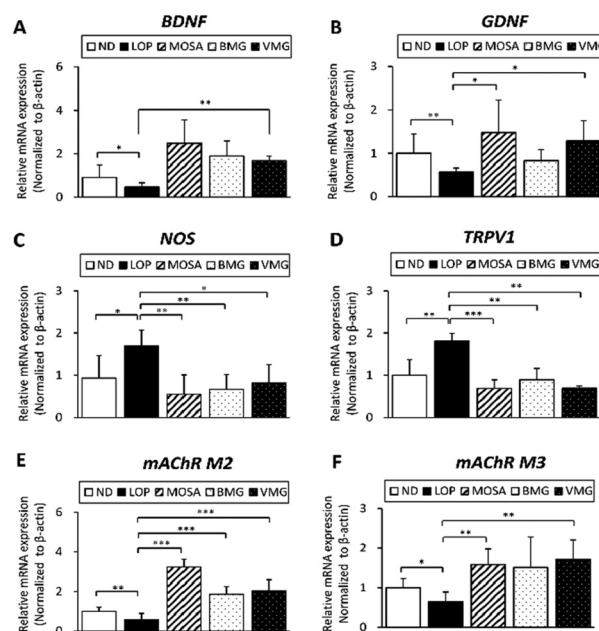 A
BDNF
ND LOP MOSA BMG VMG
Relative mRNA expression
(Normalized to β-actin)
6
4
2
0
*
**
B
GDNF
ND LOP MOSA BMG VMG
Relative mRNA expression
(Normalized to β-actin)
3
2
1
0
**
*
*
C
NOS
ND LOP MOSA BMG VMG
Relative mRNA expression
(Normalized to β-actin)
3
2
1
0
*
**
**
*
D
TRPV1
ND LOP MOSA BMG VMG
Relative mRNA expression
(Normalized to β-actin)
3
2
1
0
**
***
**
**
E
mAChR M2
ND LOP MOSA BMG VMG
Relative mRNA expression
(Normalized to β-actin)
6
4
2
0
**
***
***
***
F
mAChR M3
ND LOP MOSA BMG VMG
Relative mRNA expression
Normalized to β-actin)
3
2
1
0
*
**
**